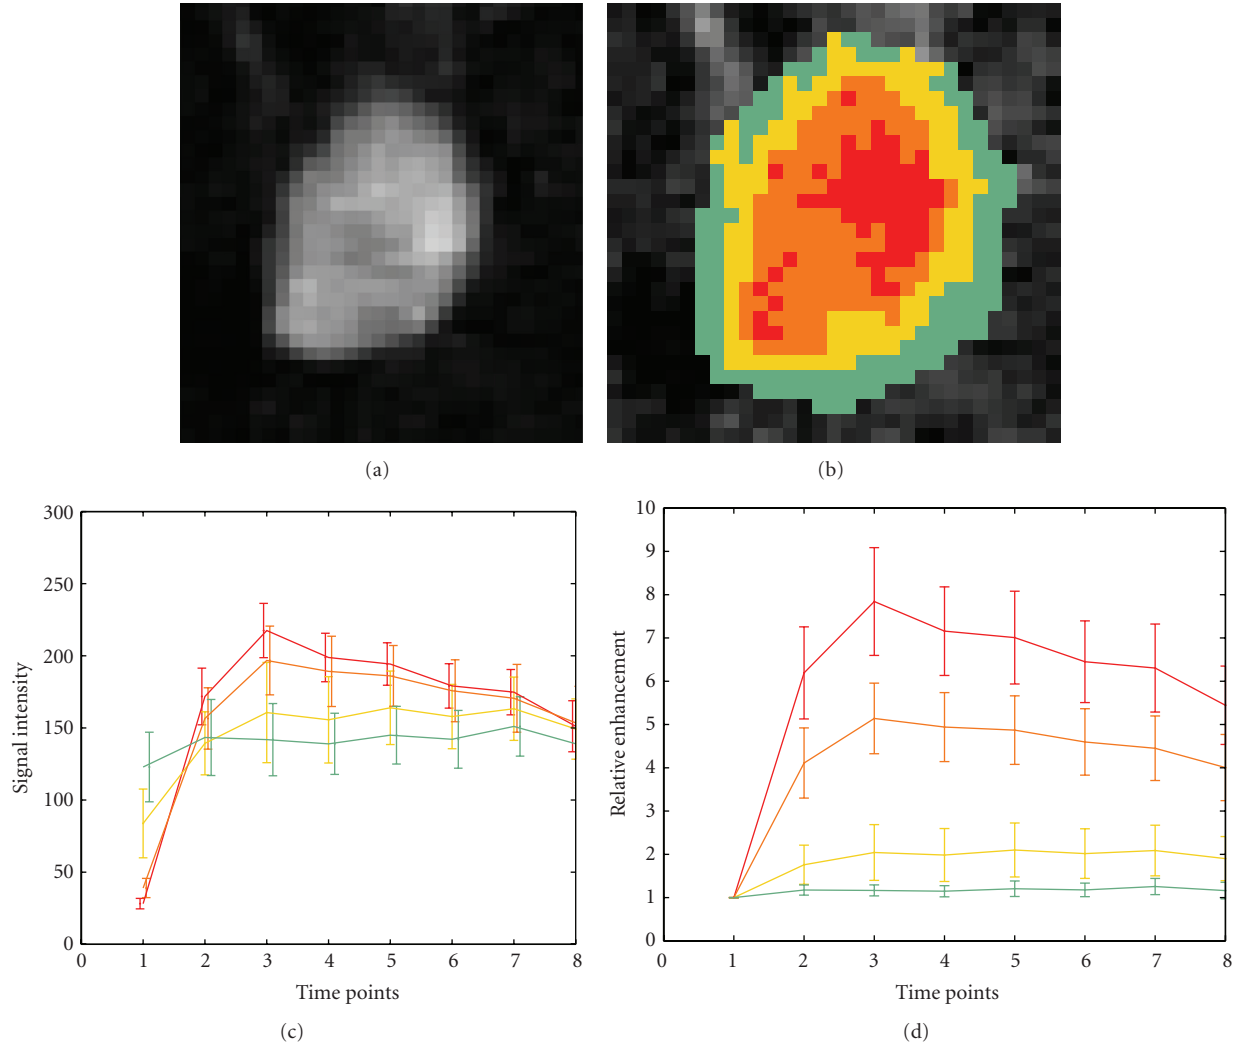 (a)
(b)
300
250
200
150
100
50
0
0 1 2 3 4 5 6 7 8
Signal intensity
Time points
(c)
10
9
8
7
6
5
4
3
2
1
0
0 1 2 3 4 5 6 7 8
Relative enhancement
Time points
(d)